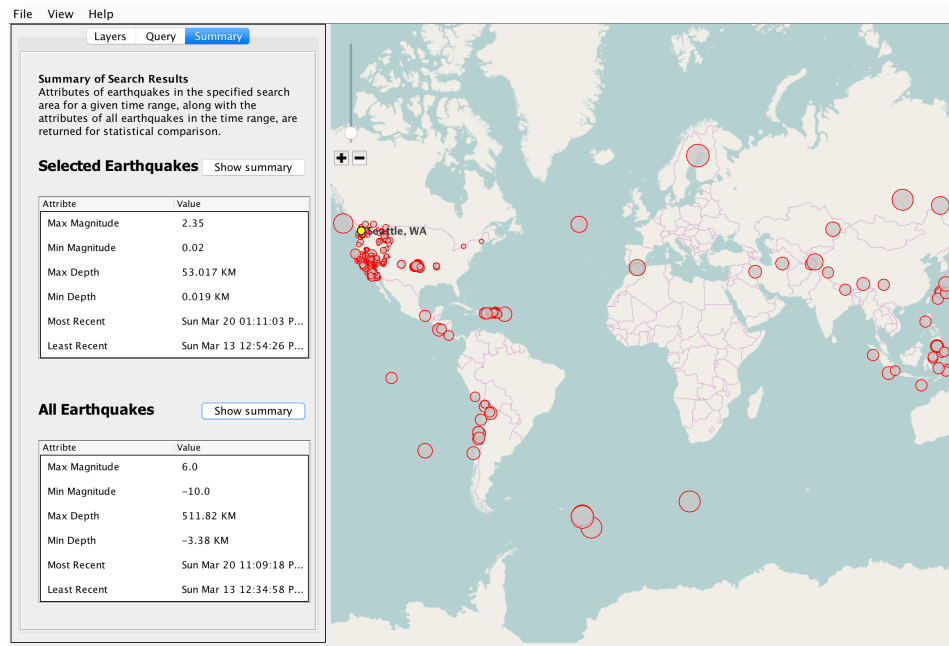 File View Help
Layers Query Summary
Summary of Search Results
Attributes of earthquakes in the specified search
area for a given time range, along with the
attributes of all earthquakes in the time range, are
returned for statistical comparison.
Selected Earthquakes Show summary
Attribte Value
Max Magnitude 2.35
Min Magnitude 0.02
Max Depth 53.017 KM
Min Depth 0.019 KM
Most Recent Sun Mar 20 01:11:03 P...
Least Recent Sun Mar 13 12:54:26 P...
All Earthquakes Show summary
Attribte Value
Max Magnitude 6.0
Min Magnitude -10.0
Max Depth 511.82 KM
Min Depth -3.38 KM
Most Recent Sun Mar 20 11:09:18 P...
Least Recent Sun Mar 13 12:34:58 P...
Seattle, WA